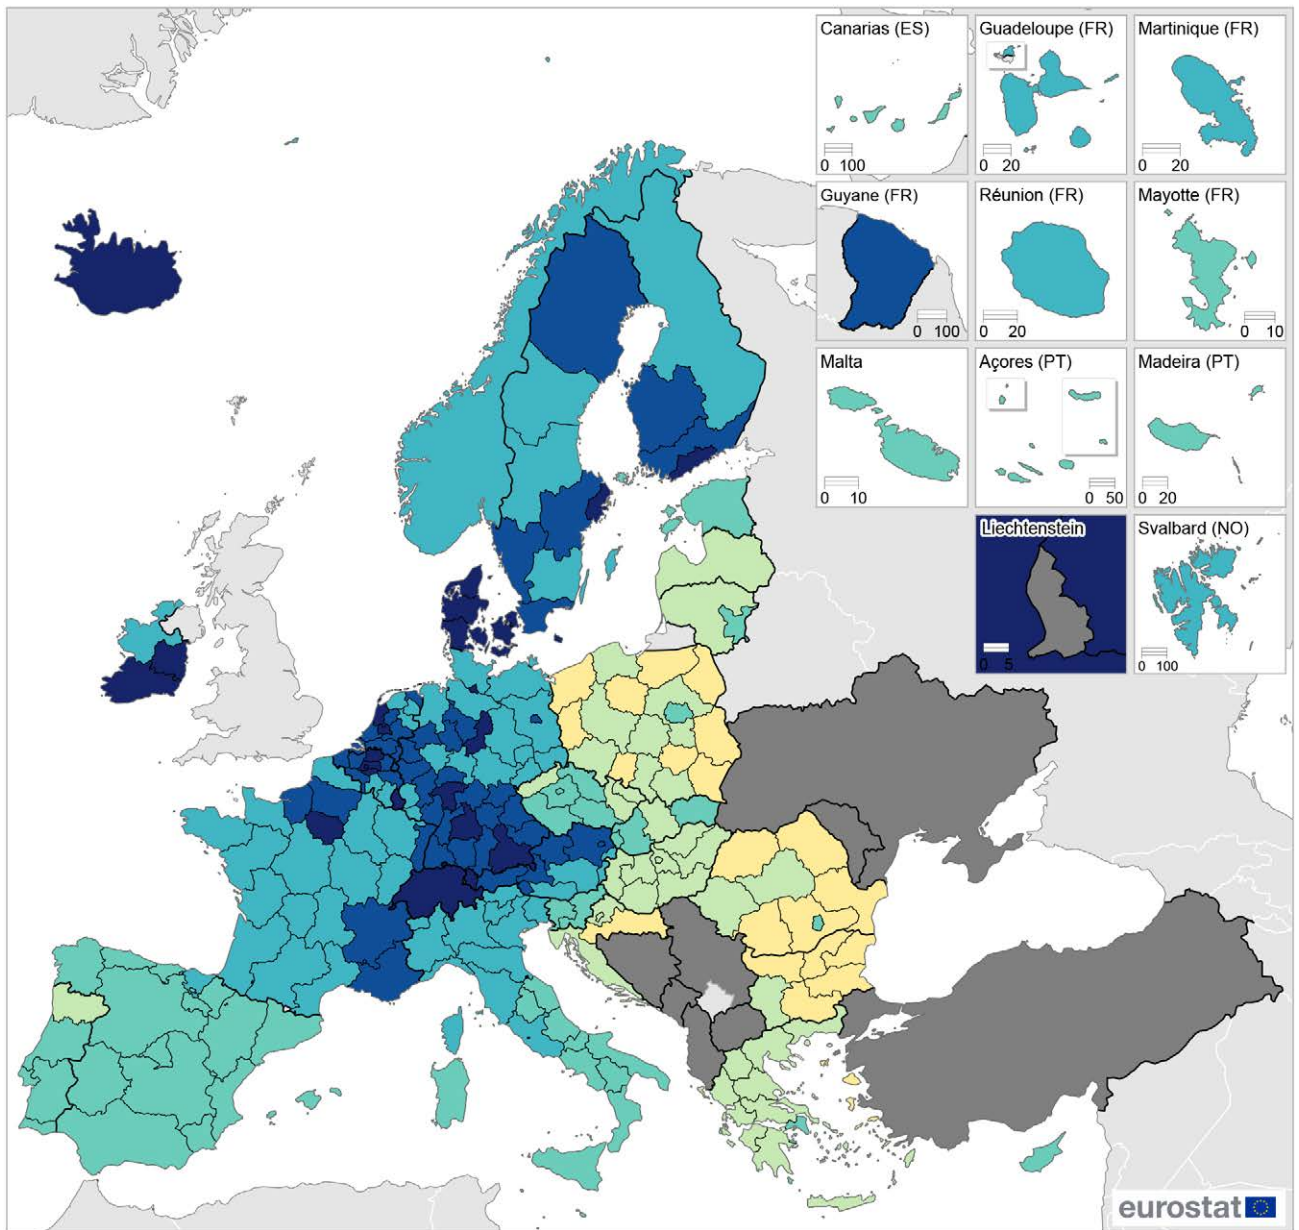 Canarias (ES)
0 100
Guadeloupe (FR)
0 20
Martinique (FR)
0 20
Guyane (FR)
0 100
Réunion (FR)
0 20
Mayotte (FR)
0 10
Malta
0 10
Açores (PT)
0 50
Madeira (PT)
0 20
Liechtenstein
0 5
Svalbard (NO)
0 100
eurostat